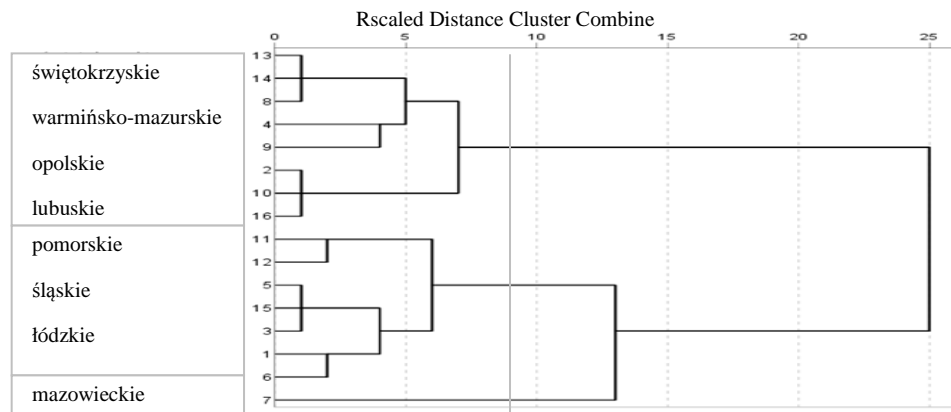 Rscaled Distance Cluster Combine
0 5 10 15 20 25
świętokrzyskie
warmińsko-mazurskie
opolskie
lubuskie
pomorskie
śląskie
łódzkie
mazowieckie
13
14
8
4
9
2
10
16
11
12
5
15
3
1
6
7